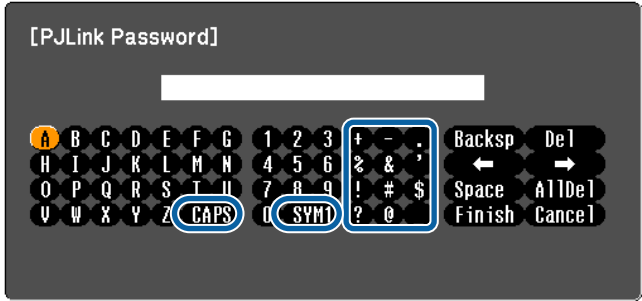 [PJLink Password]
A B C D E F G 1 2 3 + - . Backsp Del
H I J K L M N 4 5 6 % & ' ← →
O P Q R S T U 7 8 9 ! # $ Space AllDel
V W X Y Z CAPS 0 SYM1 ? @ Finish Cancel